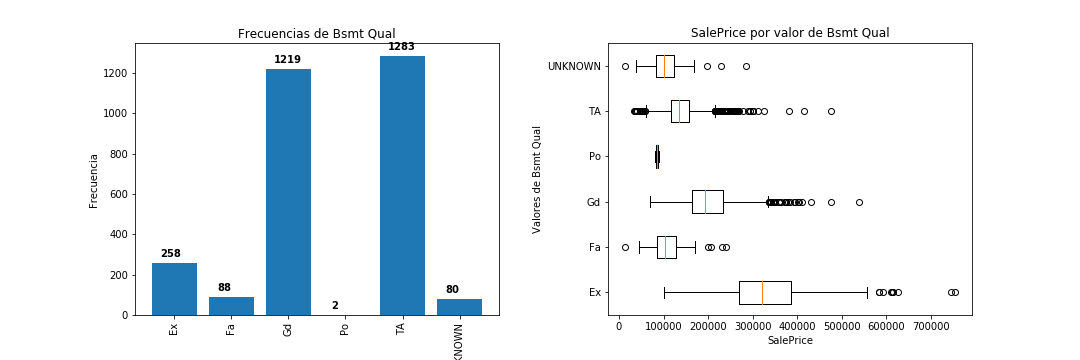 Frecuencias de Bsmt Qual
Frecuencia
1200
1000
800
600
400
200
0
258
88
1219
2
1283
80
Ex
Fa
Gd
Po
TA
KNOWN
SalePrice por valor de Bsmt Qual
Valores de Bsmt Qual
UNKNOWN
TA
Po
Gd
Fa
Ex
0
100000
200000
300000
400000
500000
600000
700000
SalePrice